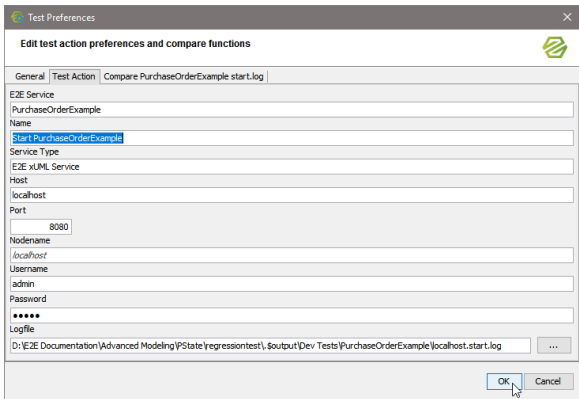 Test Preferences
Edit test action preferences and compare functions
General Test Action Compare PurchaseOrderExample start.log
E2E Service
PurchaseOrderExample
Name
Start PurchaseOrderExample
Service Type
E2E xUML Service
Host
localhost
Port
8080
Nodename
localhost
Username
admin
Password
•••••
Logfile
D:\E2E Documentation\Advanced Modeling\PState\regressiontest\.$output\Dev Tests\PurchaseOrderExample\localhost.start.log ...
OK Cancel